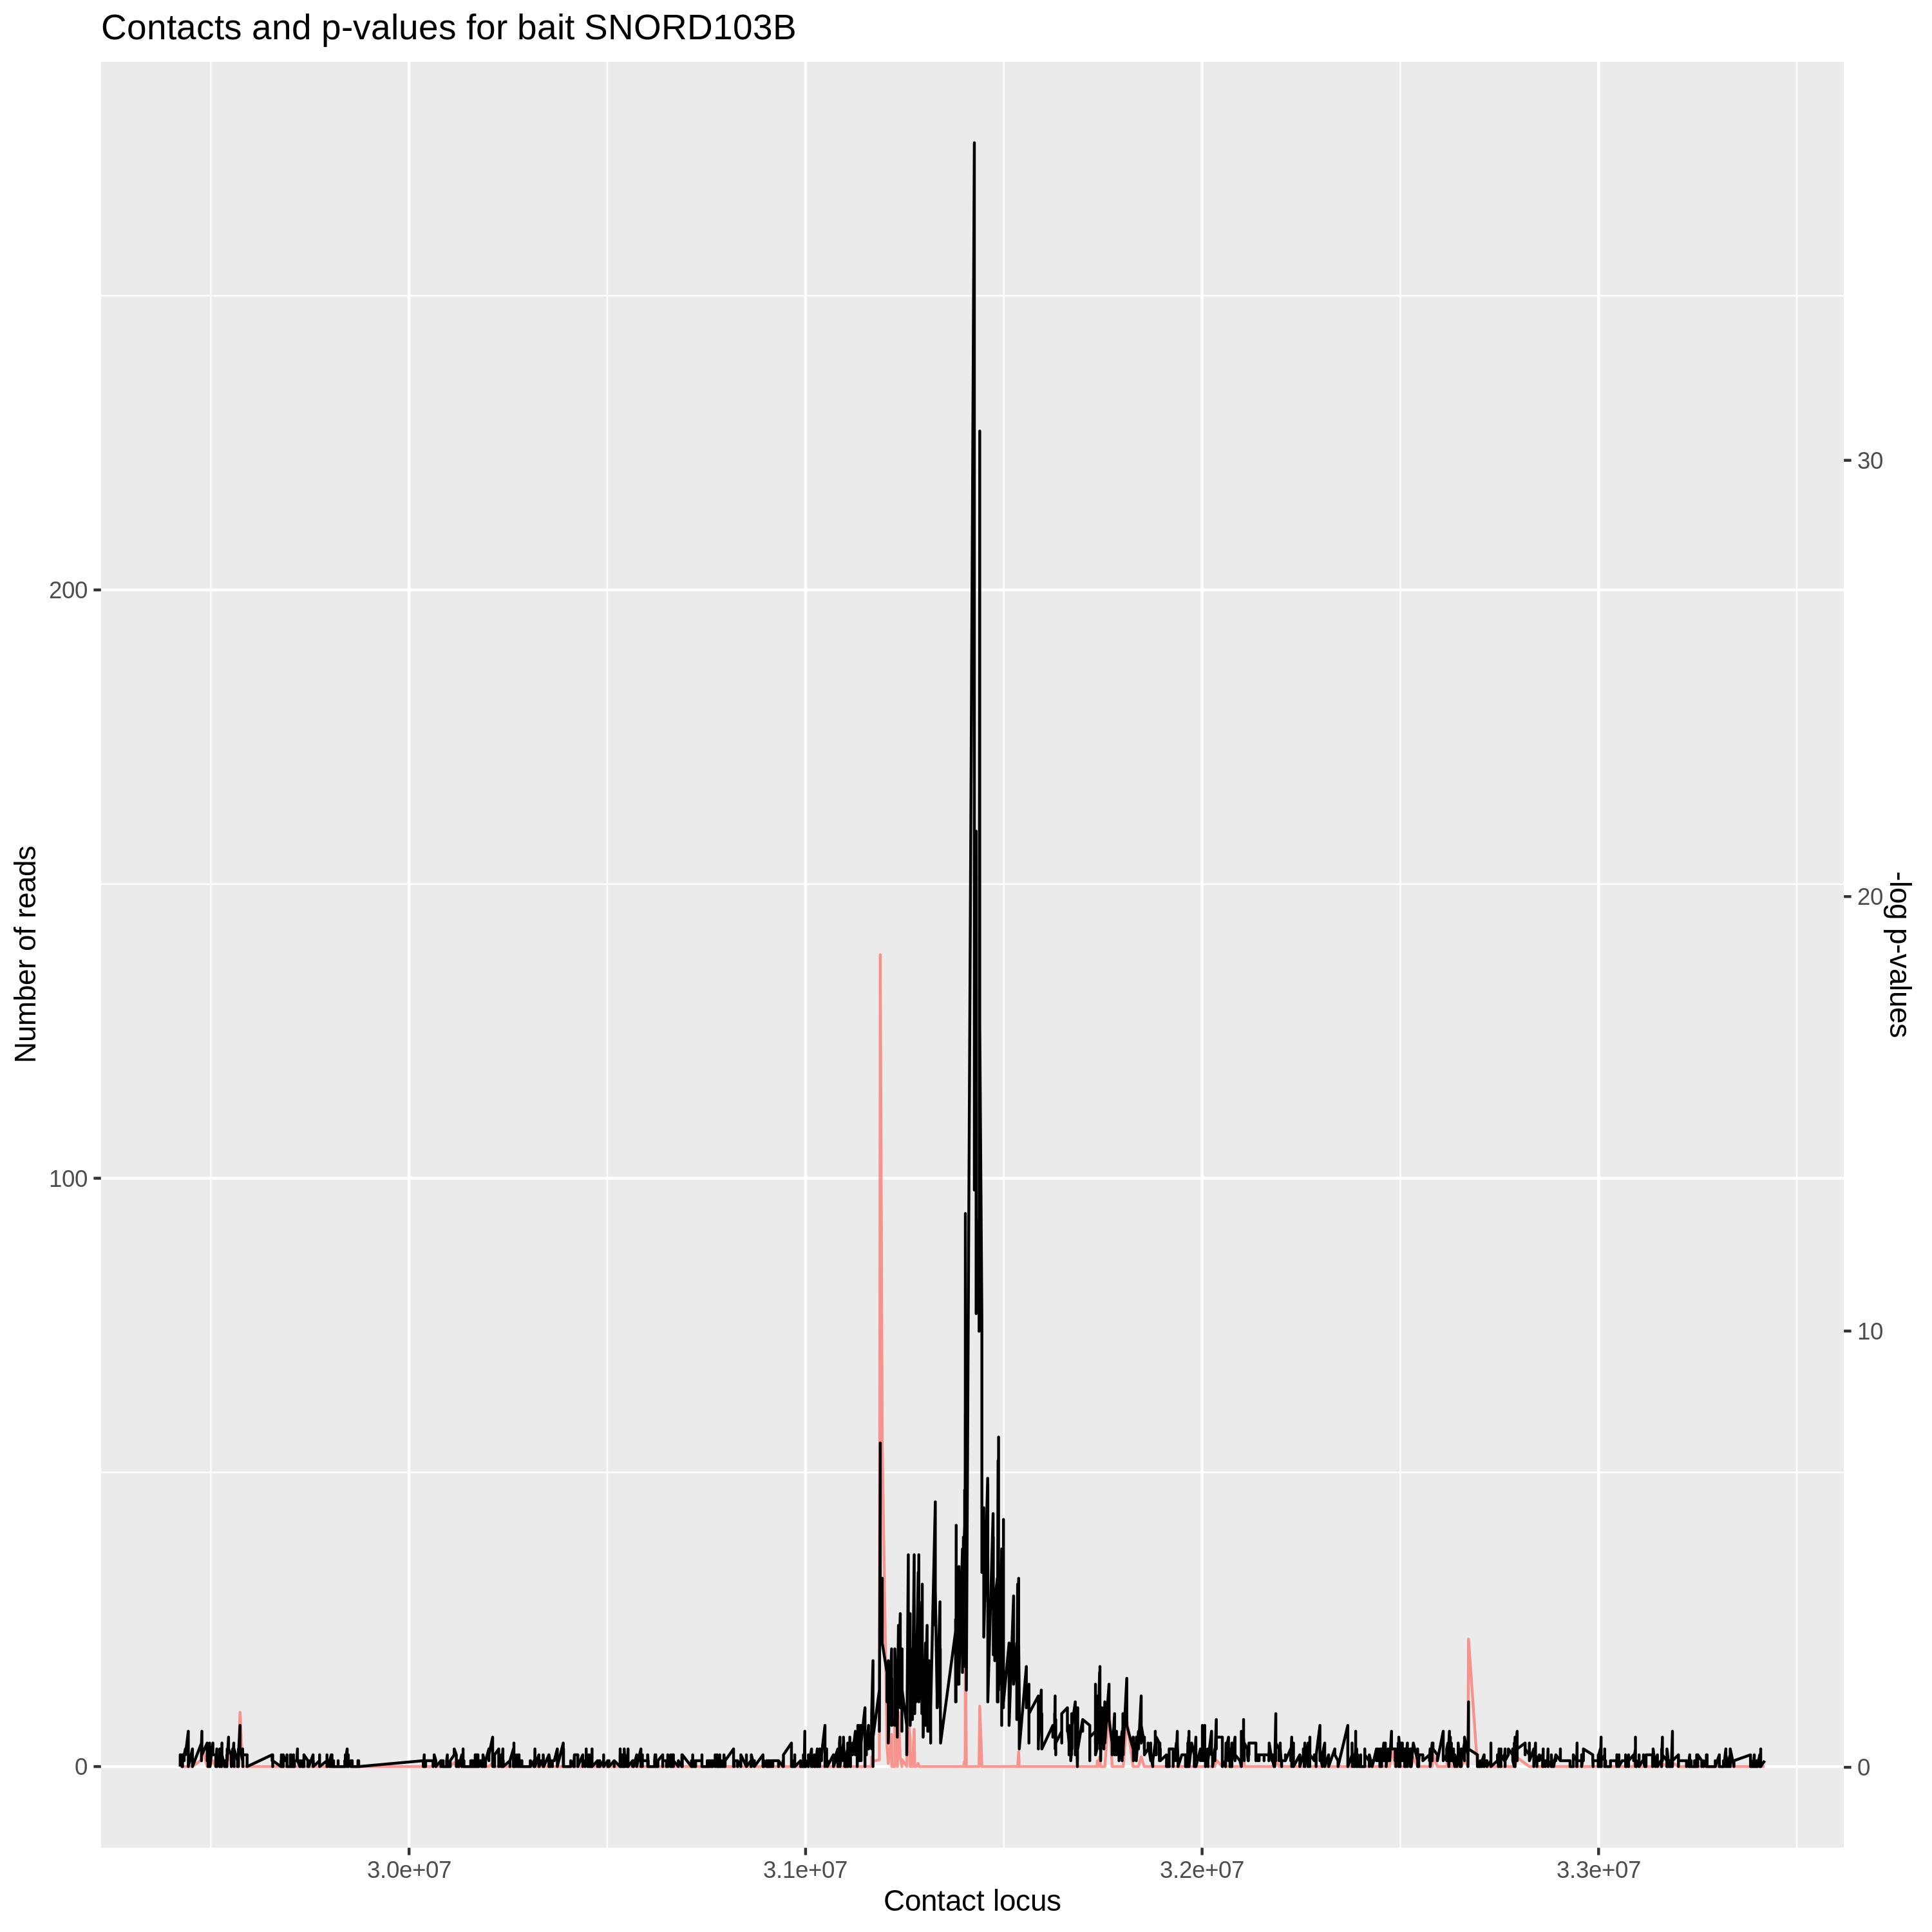 Contacts and p-values for bait SNORD103B
200
100
0
Number of reads
30
20
10
0
-log p-values
3.0e+07 3.1e+07 3.2e+07 3.3e+07
Contact locus